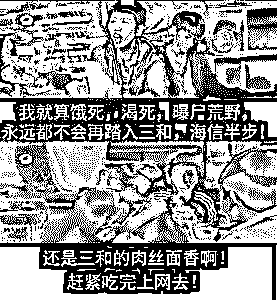 我就算饿死，渴死，曝尸荒野，
永远都不会再踏入三和，海信半步！
还是三和的肉丝面香啊！
赶紧吃完上网去！